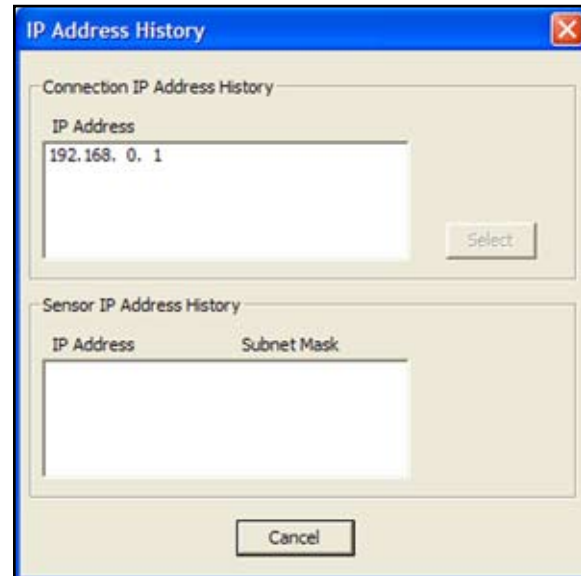 IP Address History
Connection IP Address History
IP Address
192.168. 0. 1
Select
Sensor IP Address History
IP Address Subnet Mask
Cancel